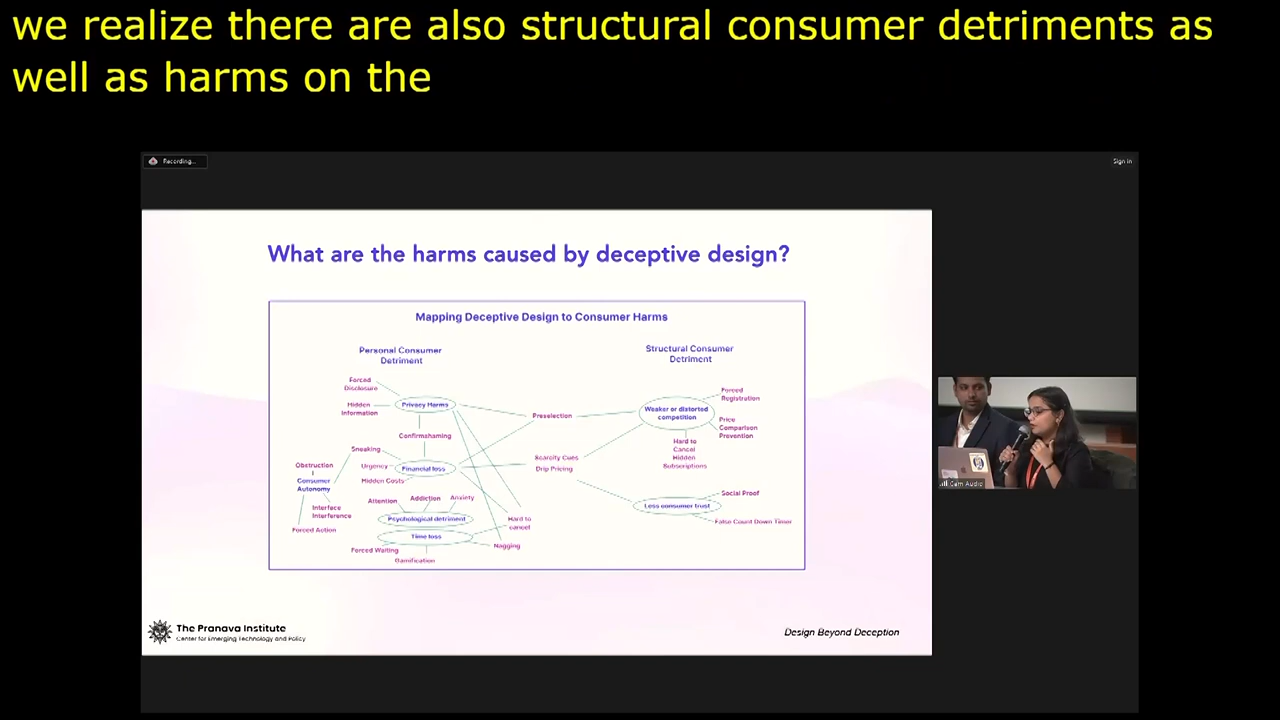 we realize there are also structural consumer detriments as
well as harms on the
Recording...
Sign in
What are the harms caused by deceptive design?
Mapping Deceptive Design to Consumer Harms
Personal Consumer
Detriment
Structural Consumer
Detriment
Forced
Disclosure
Hidden
Information
Privacy Harms
Confirmshaming
Sneaking
Urgency
Financial loss
Hidden Costs
Obstruction
Consumer
Autonomy
Interface
Interference
Forced Action
Attention
Addiction
Anxiety
Psychological detriment
Time loss
Forced Waiting
Gamification
Hard to
cancel
Nagging
Preselection
Scarcity Cues
Drip Pricing
Weaker or distorted
competition
Forced
Registration
Price
Comparison
Prevention
Hard to
Cancel
Hidden
Subscriptions
Less consumer trust
Social Proof
False Count Down Timer
The Pranava Institute
Center for Emerging Technology and Policy
Design Beyond Deception
Cam Audio